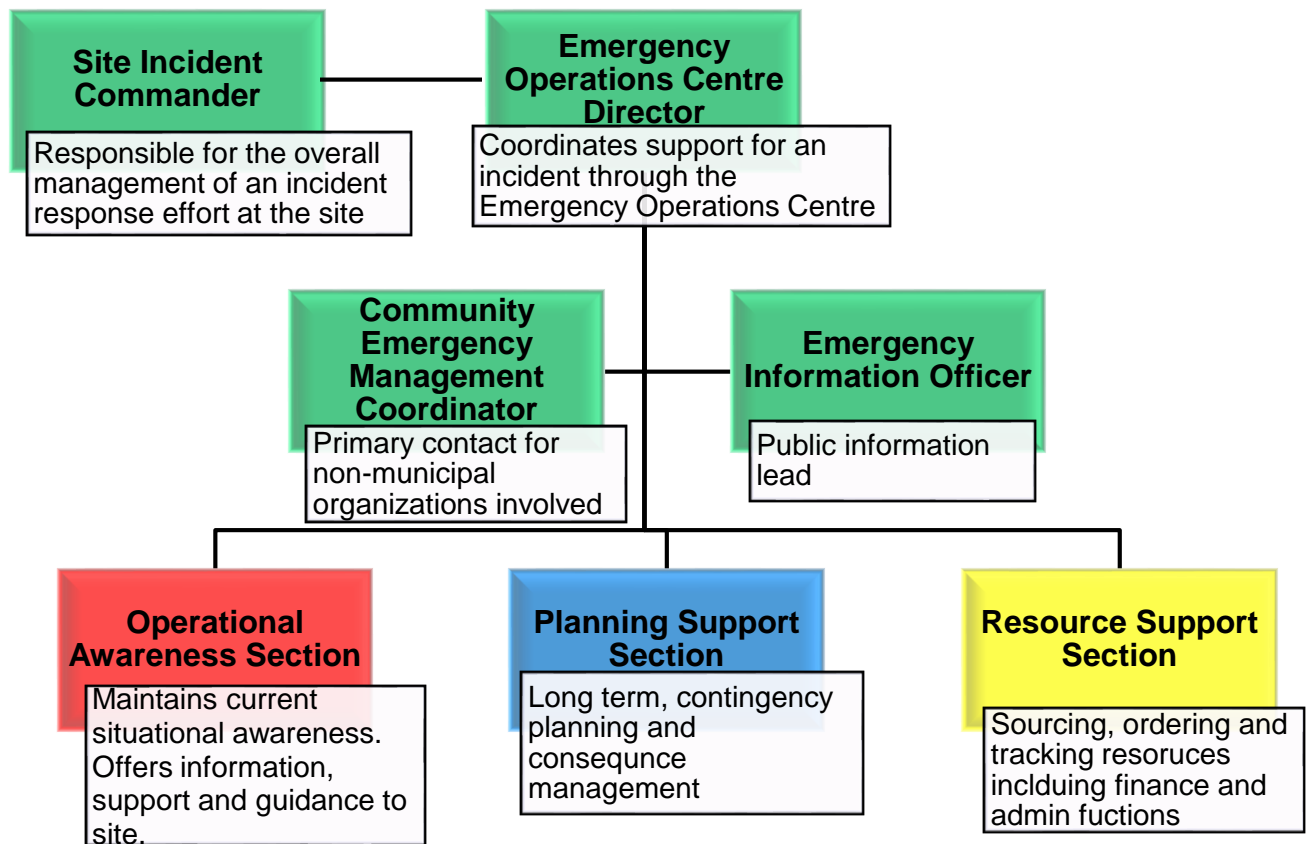 Site Incident
Commander
Responsible for the overall
management of an incident
response effort at the site
Emergency
Operations Centre
Director
Coordinates support for an
incident through the
Emergency Operations Centre
Community
Emergency
Management
Coordinator
Primary contact for
non-municipal
organizations involved
Emergency
Information Officer
Public information
lead
Operational
Awareness Section
Maintains current
situational awareness.
Offers information,
support and guidance to
site.
Planning Support
Section
Long term, contingency
planning and
consequnce
management
Resource Support
Section
Sourcing, ordering and
tracking resoruces
inclduing finance and
admin fuctions